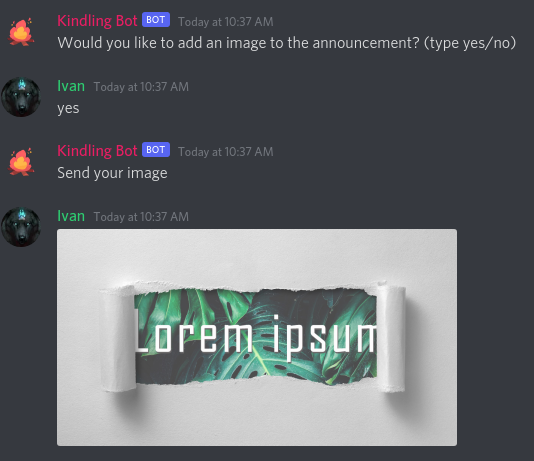 Kindling Bot BOT Today at 10:37 AM
Would you like to add an image to the announcement? (type yes/no)
Ivan Today at 10:37 AM
yes
Kindling Bot BOT Today at 10:37 AM
Send your image
Ivan Today at 10:37 AM
Lorem ipsum